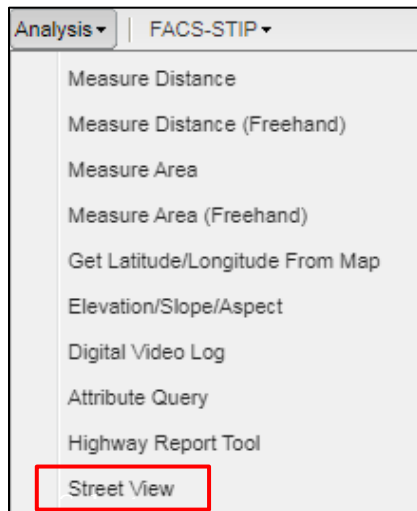 Analysis FACS-STIP
Measure Distance
Measure Distance (Freehand)
Measure Area
Measure Area (Freehand)
Get Latitude/Longitude From Map
Elevation/Slope/Aspect
Digital Video Log
Attribute Query
Highway Report Tool
Street View